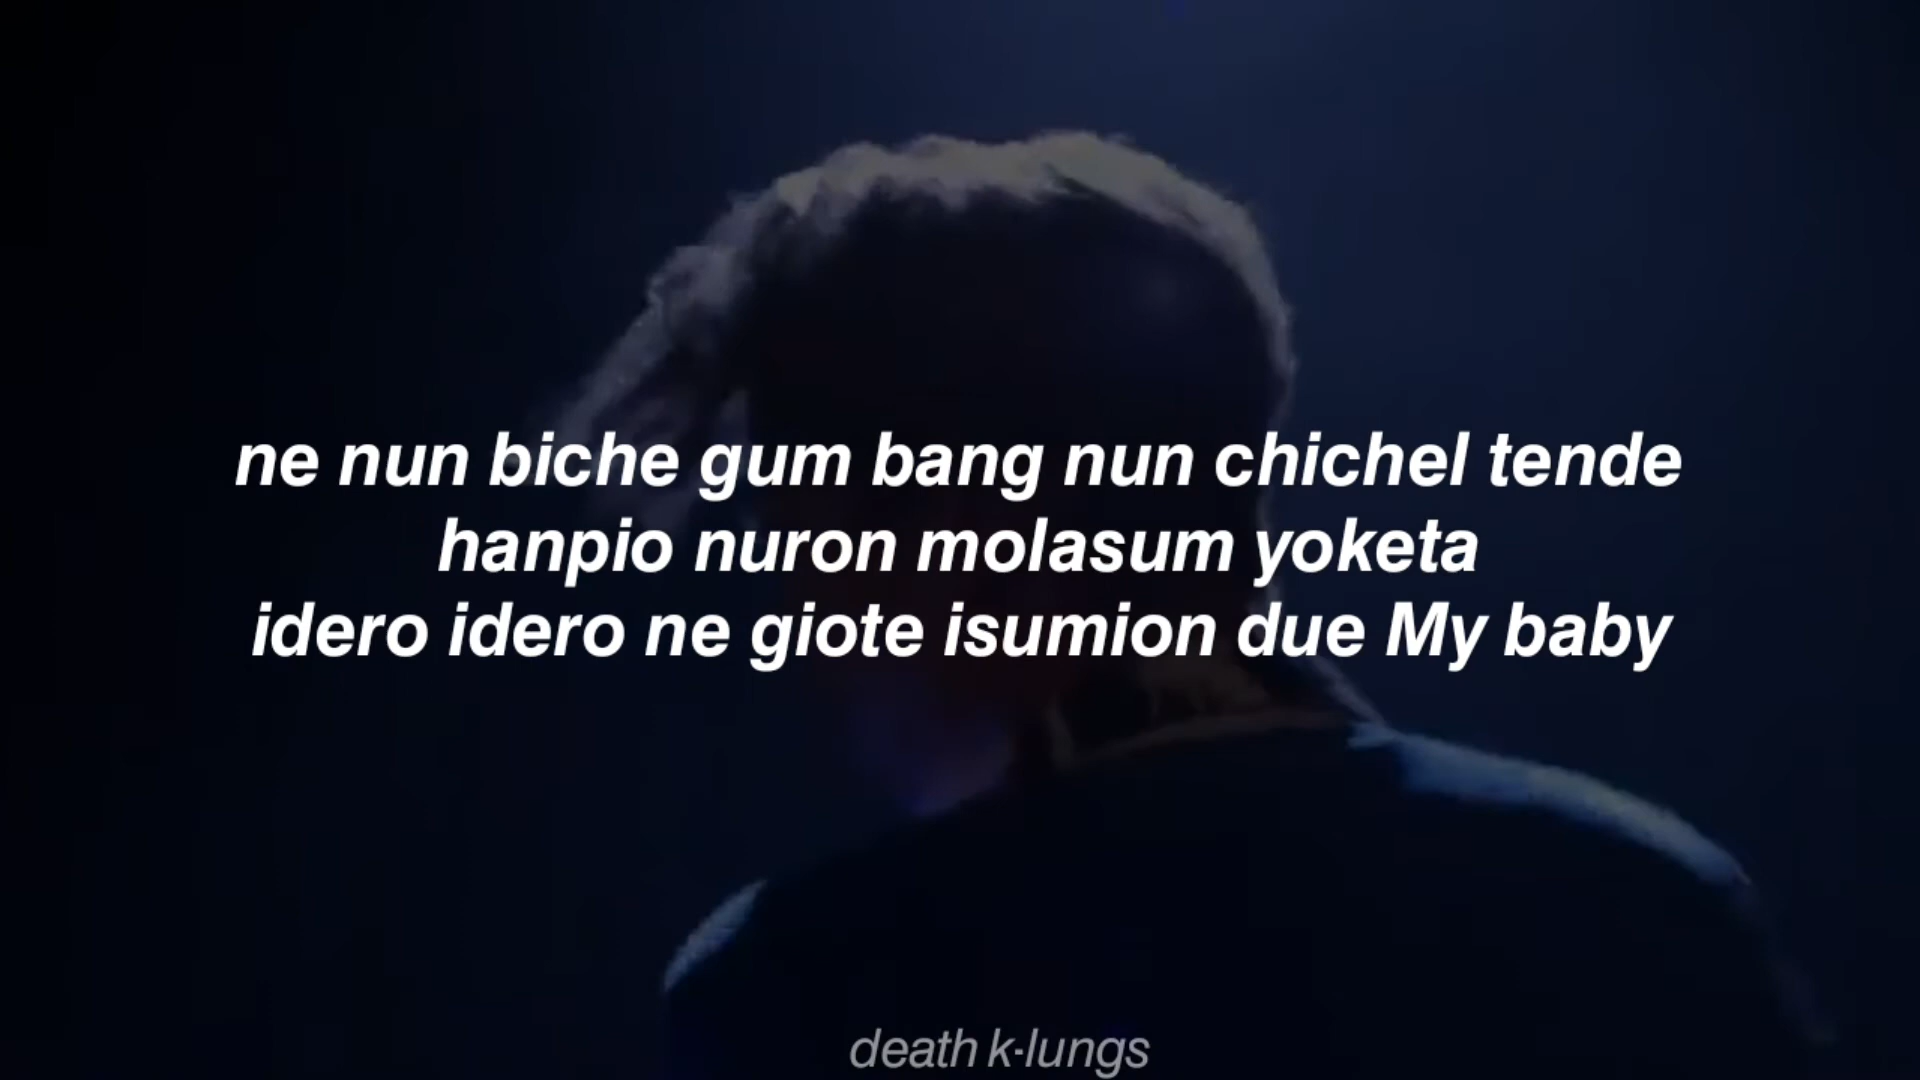 ne nun biche gum bang nun chichel tende
hanpio nuron molasum yoketa
idero idero ne giote isumion due My baby
death k-lungs